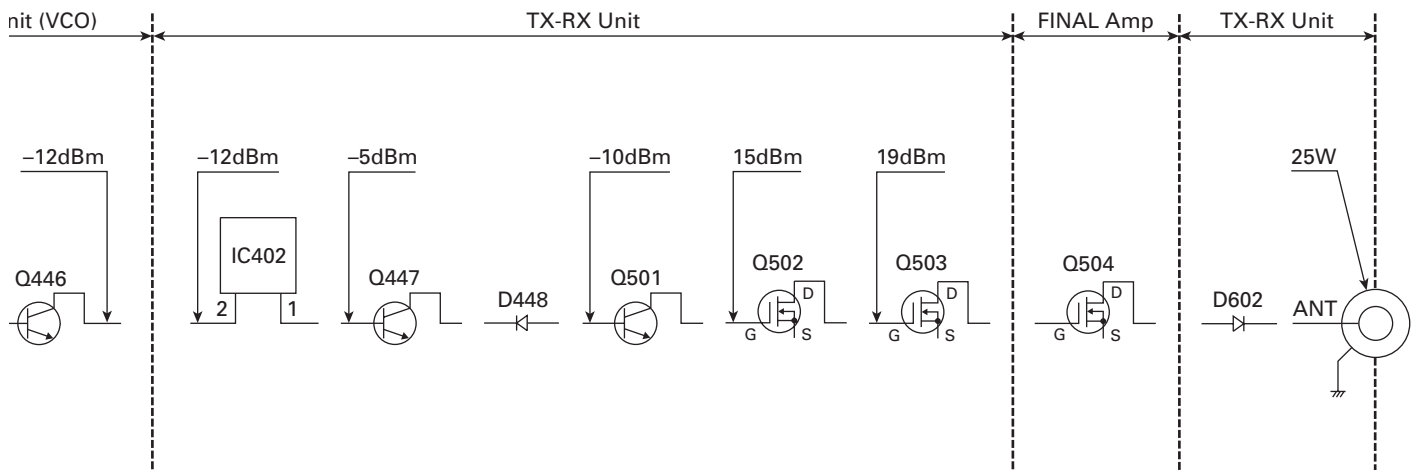 nit (VCO) TX-RX Unit FINAL Amp TX-RX Unit
–12dBm –12dBm –5dBm –10dBm 15dBm 19dBm 25W
IC402
Q446 Q447 D448 Q501 Q502 Q503 Q504 D602 ANT
2 1
D D D
G S G S G S